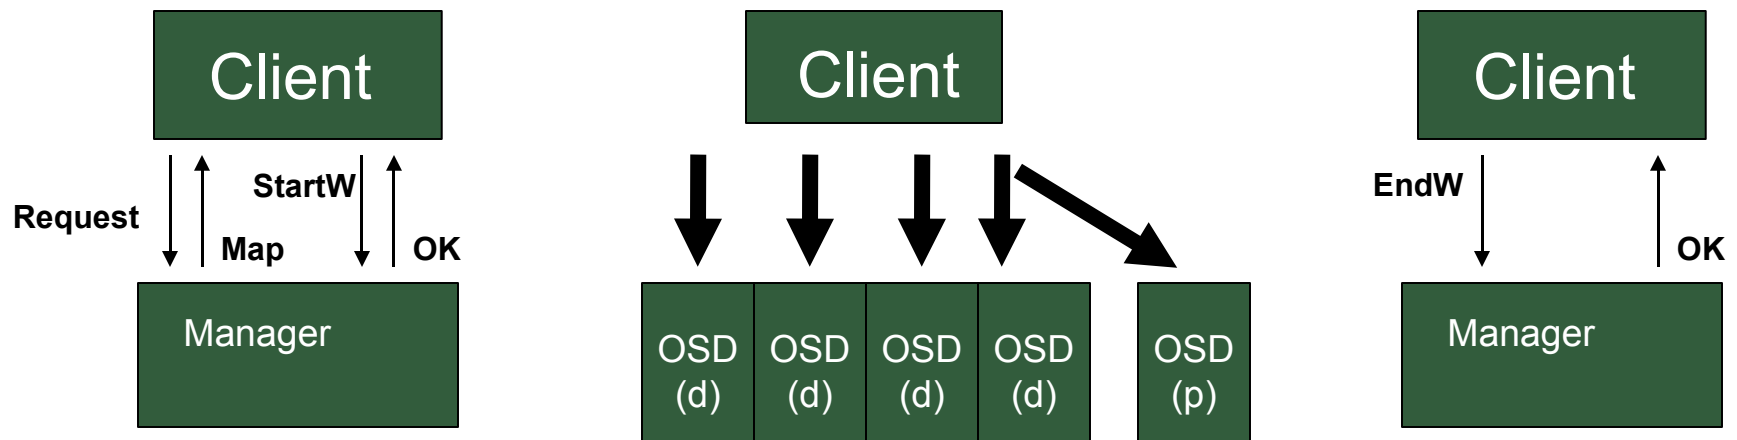 Client
Request
Map
StartW
OK
Manager
Client
OSD
(d)
OSD
(d)
OSD
(d)
OSD
(d)
OSD
(p)
Client
EndW
OK
Manager